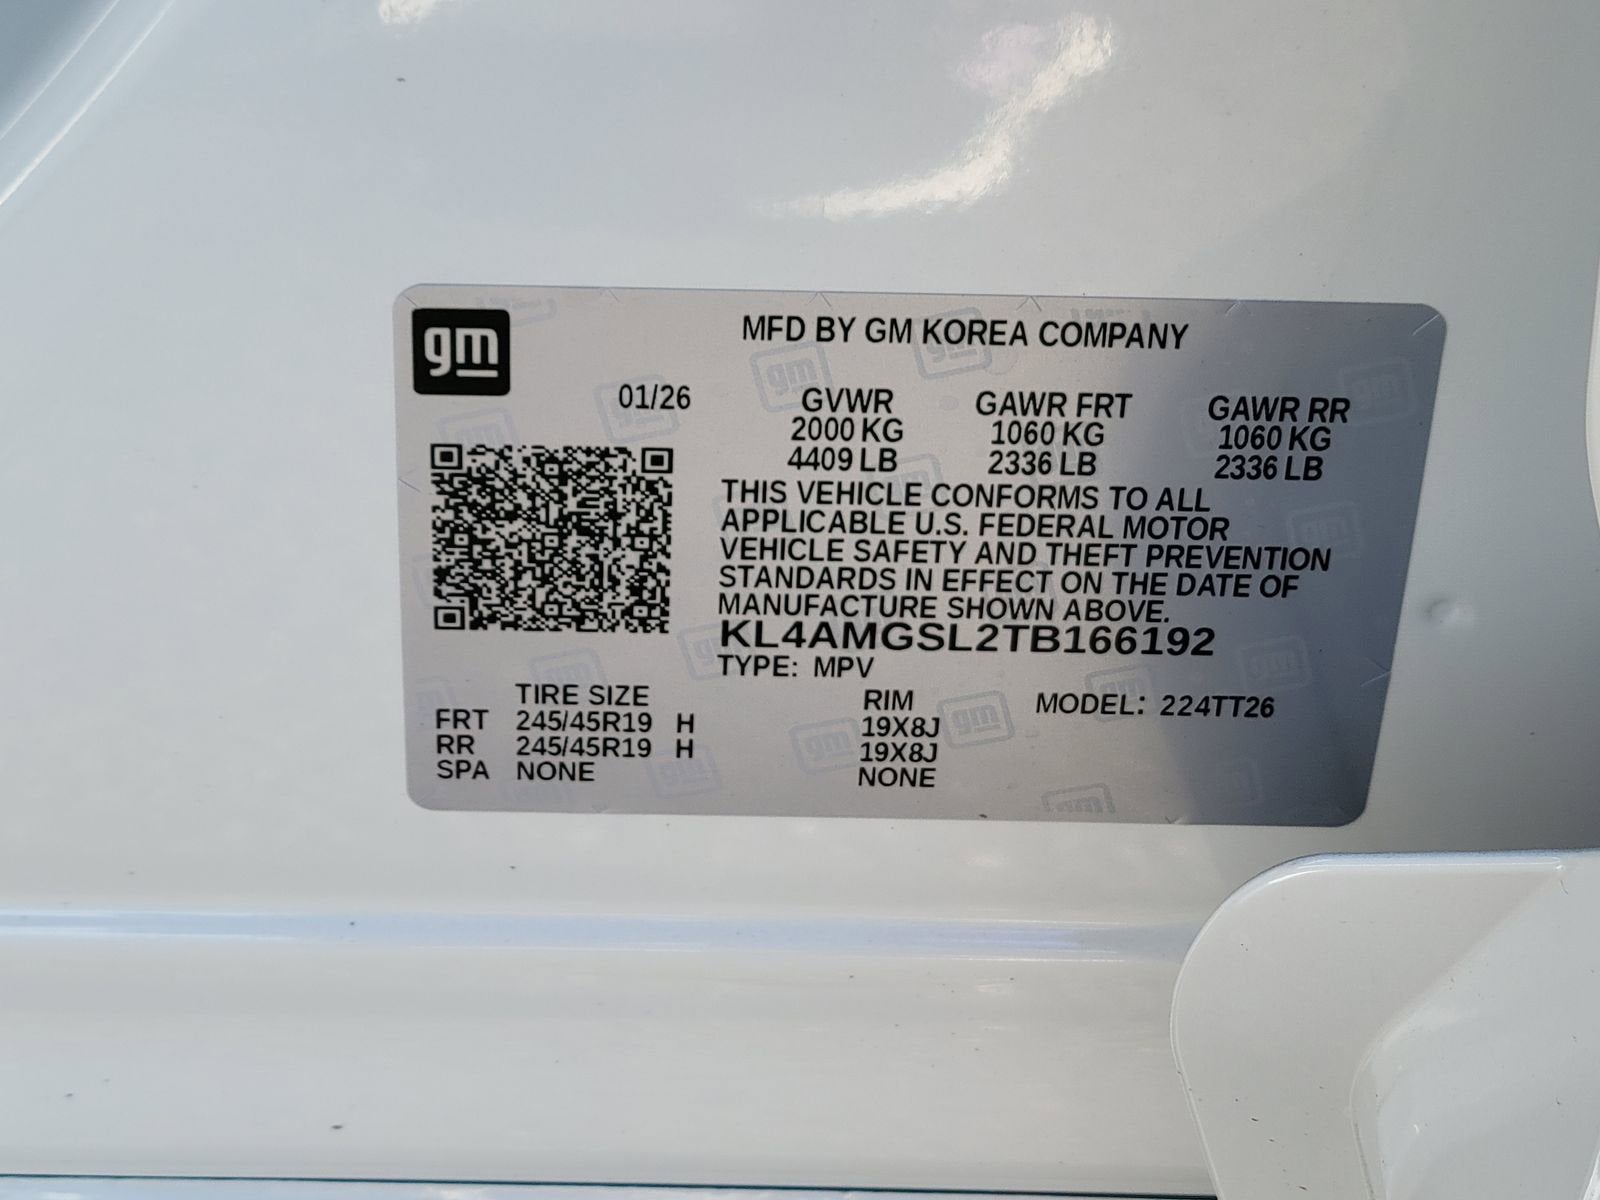 gm
MFD BY GM KOREA COMPANY
01/26
GVWR GAWR FRT GAWR RR
2000 KG 1060 KG 1060 KG
4409 LB 2336 LB 2336 LB
THIS VEHICLE CONFORMS TO ALL
APPLICABLE U.S. FEDERAL MOTOR
VEHICLE SAFETY AND THEFT PREVENTION
STANDARDS IN EFFECT ON THE DATE OF
MANUFACTURE SHOWN ABOVE.
KL4AMGSL2TB166192
TYPE: MPV
TIRE SIZE RIM MODEL: 224TT26
FRT 245/45R19 H 19X8J
RR 245/45R19 H 19X8J
SPA NONE NONE